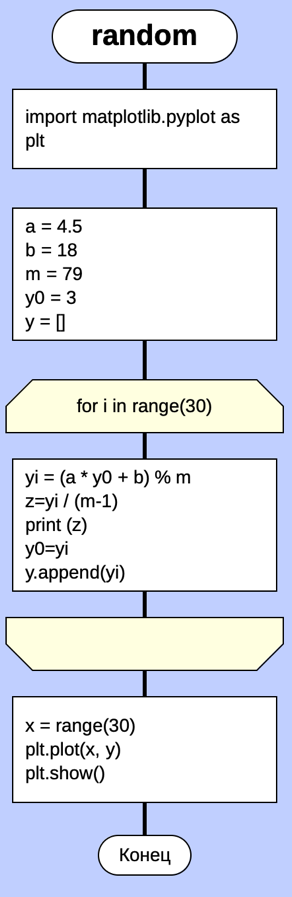 random
import matplotlib.pyplot as
plt
a = 4.5
b = 18
m = 79
y0 = 3
y = []
for i in range(30)
yi = (a * y0 + b) % m
z=yi / (m-1)
print (z)
y0=yi
y.append(yi)
x = range(30)
plt.plot(x, y)
plt.show()
Конец